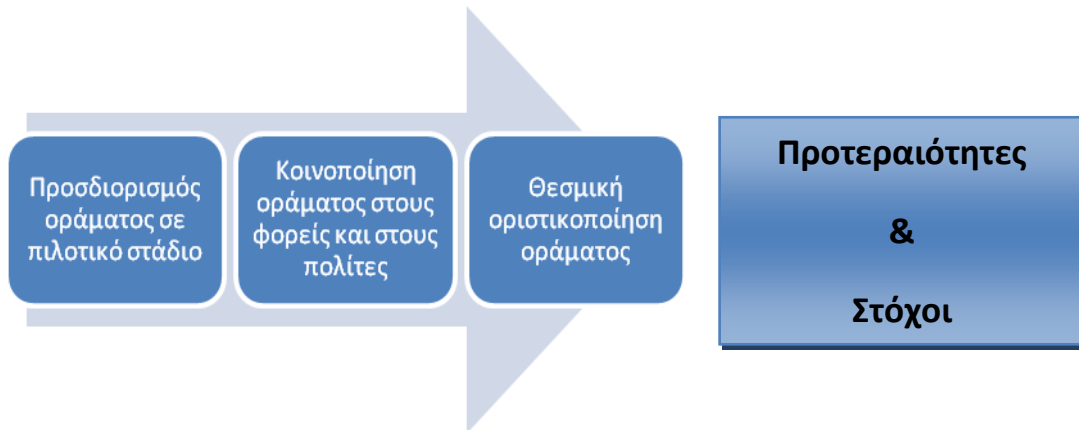 Προσδιορισμός
οράματος σε
πιλοτικό στάδιο
Κοινοποίηση
οράματος στους
φορείς και στους
πολίτες
Θεσμική
οριστικοποίηση
οράματος
Προτεραιότητες
&
Στόχοι